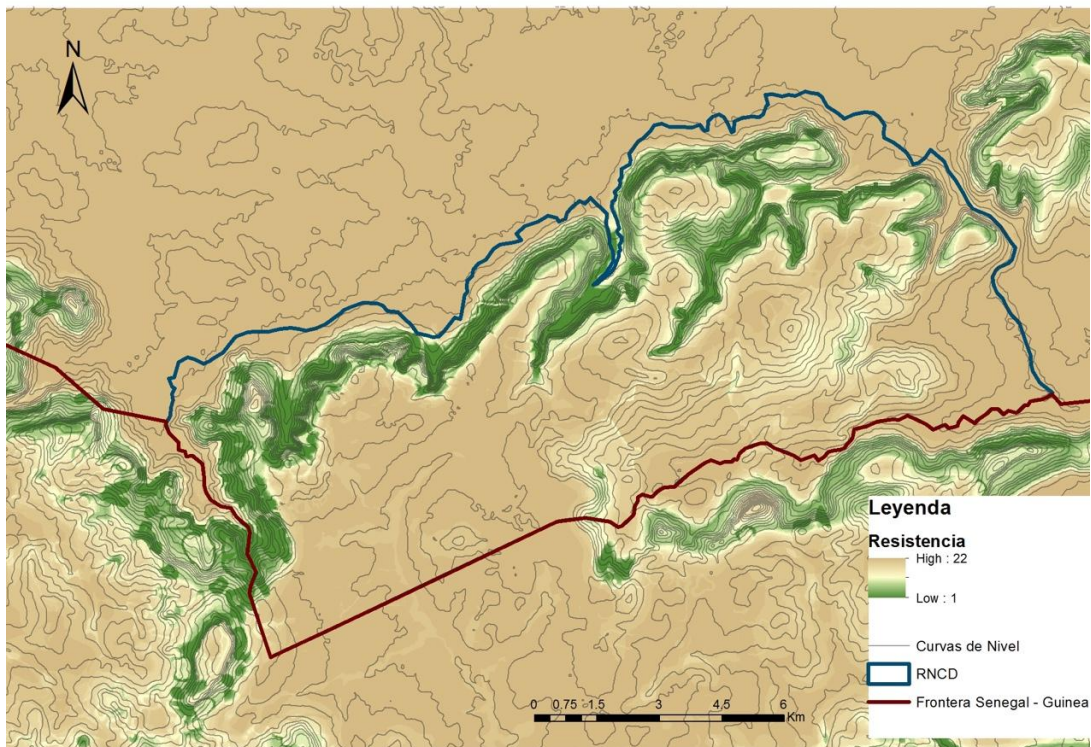 N
Leyenda
Resistencia
High : 22
Low : 1
Curvas de Nivel
RNCD
Frontera Senegal - Guinea
0 0,75 1,5 3 4,5 6
Km